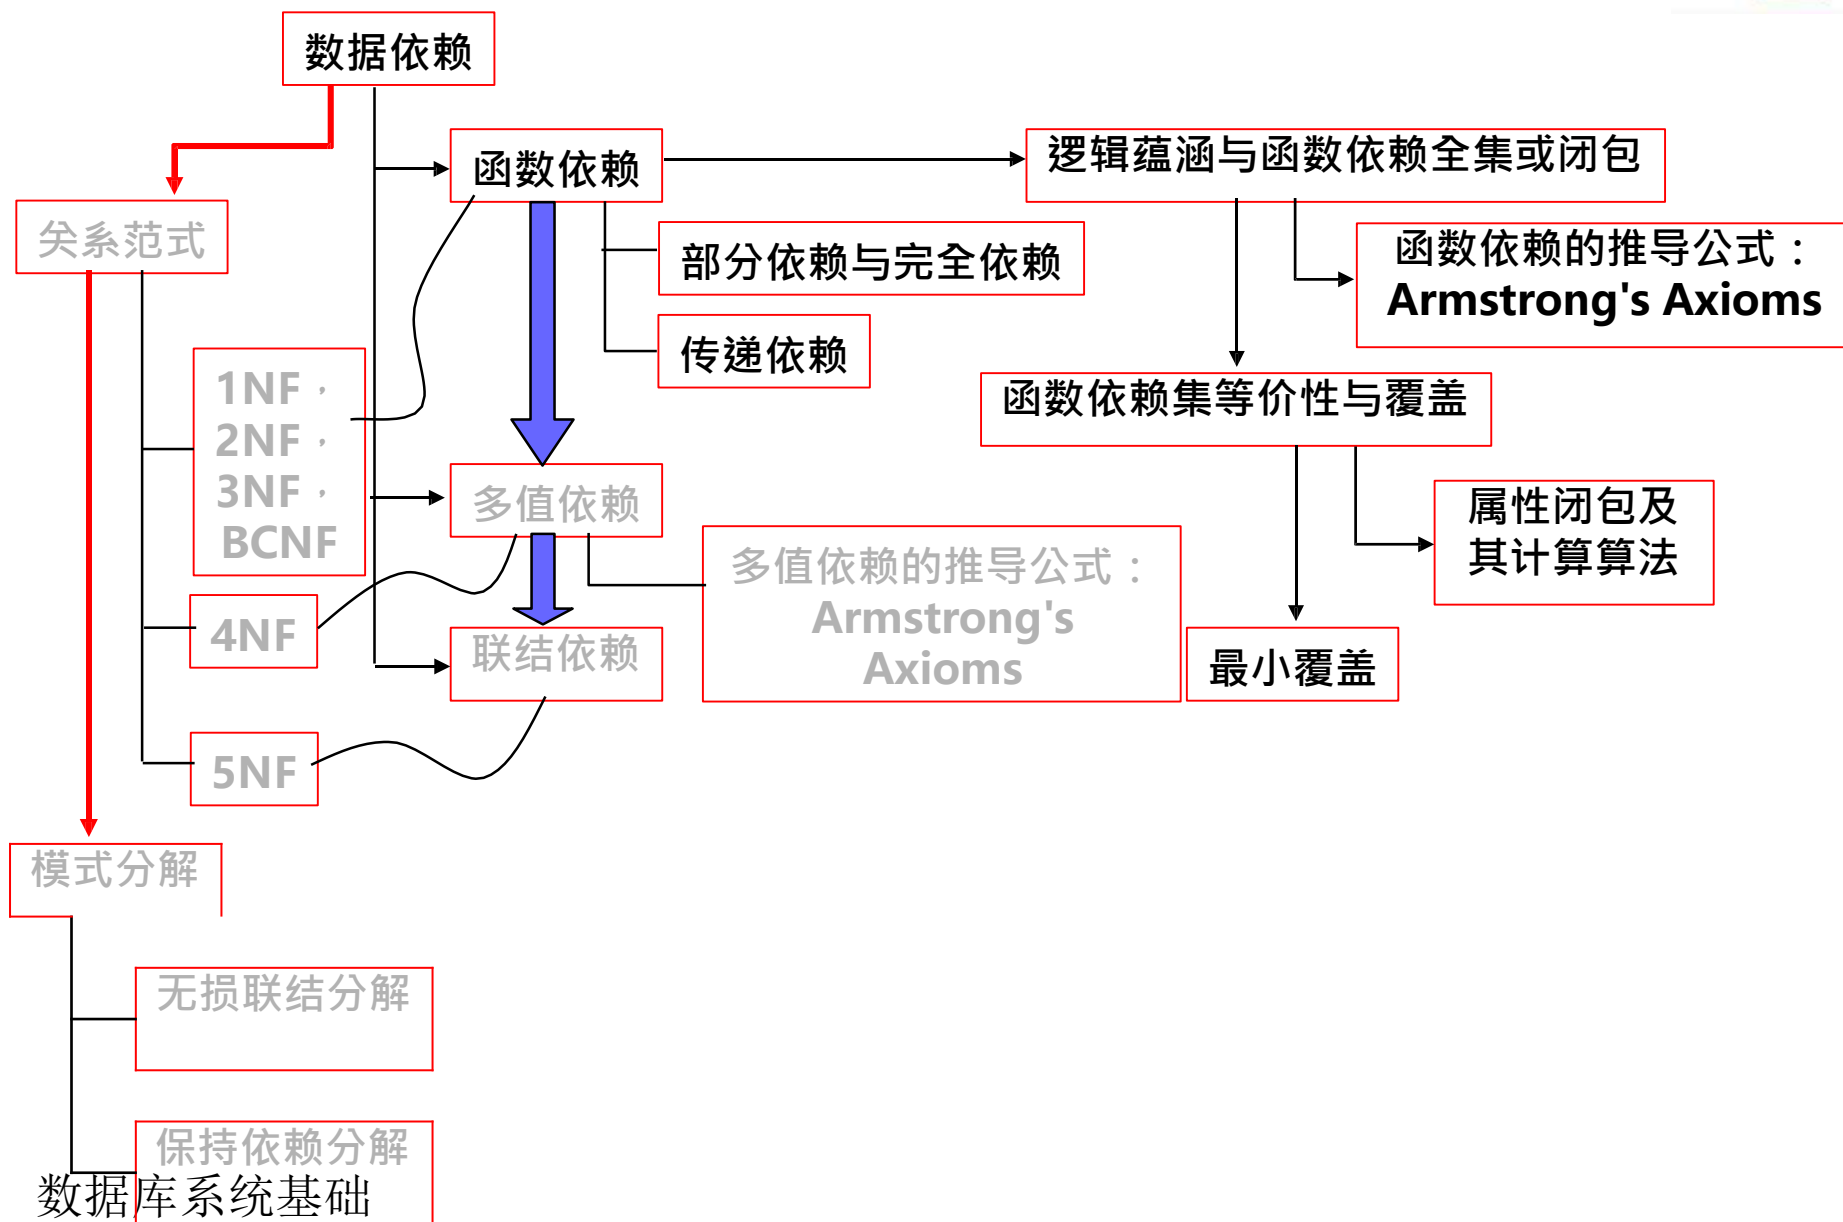 数据依赖
函数依赖
逻辑蕴涵与函数依赖全集或闭包
关系范式
部分依赖与完全依赖
函数依赖的推导公式：
Armstrong's Axioms
传递依赖
1NF，
2NF，
3NF，
BCNF
函数依赖集等价性与覆盖
多值依赖
属性闭包及
其计算算法
多值依赖的推导公式：
Armstrong's
Axioms
4NF
联结依赖
最小覆盖
5NF
模式分解
无损联结分解
保持依赖分解
数据库系统基础